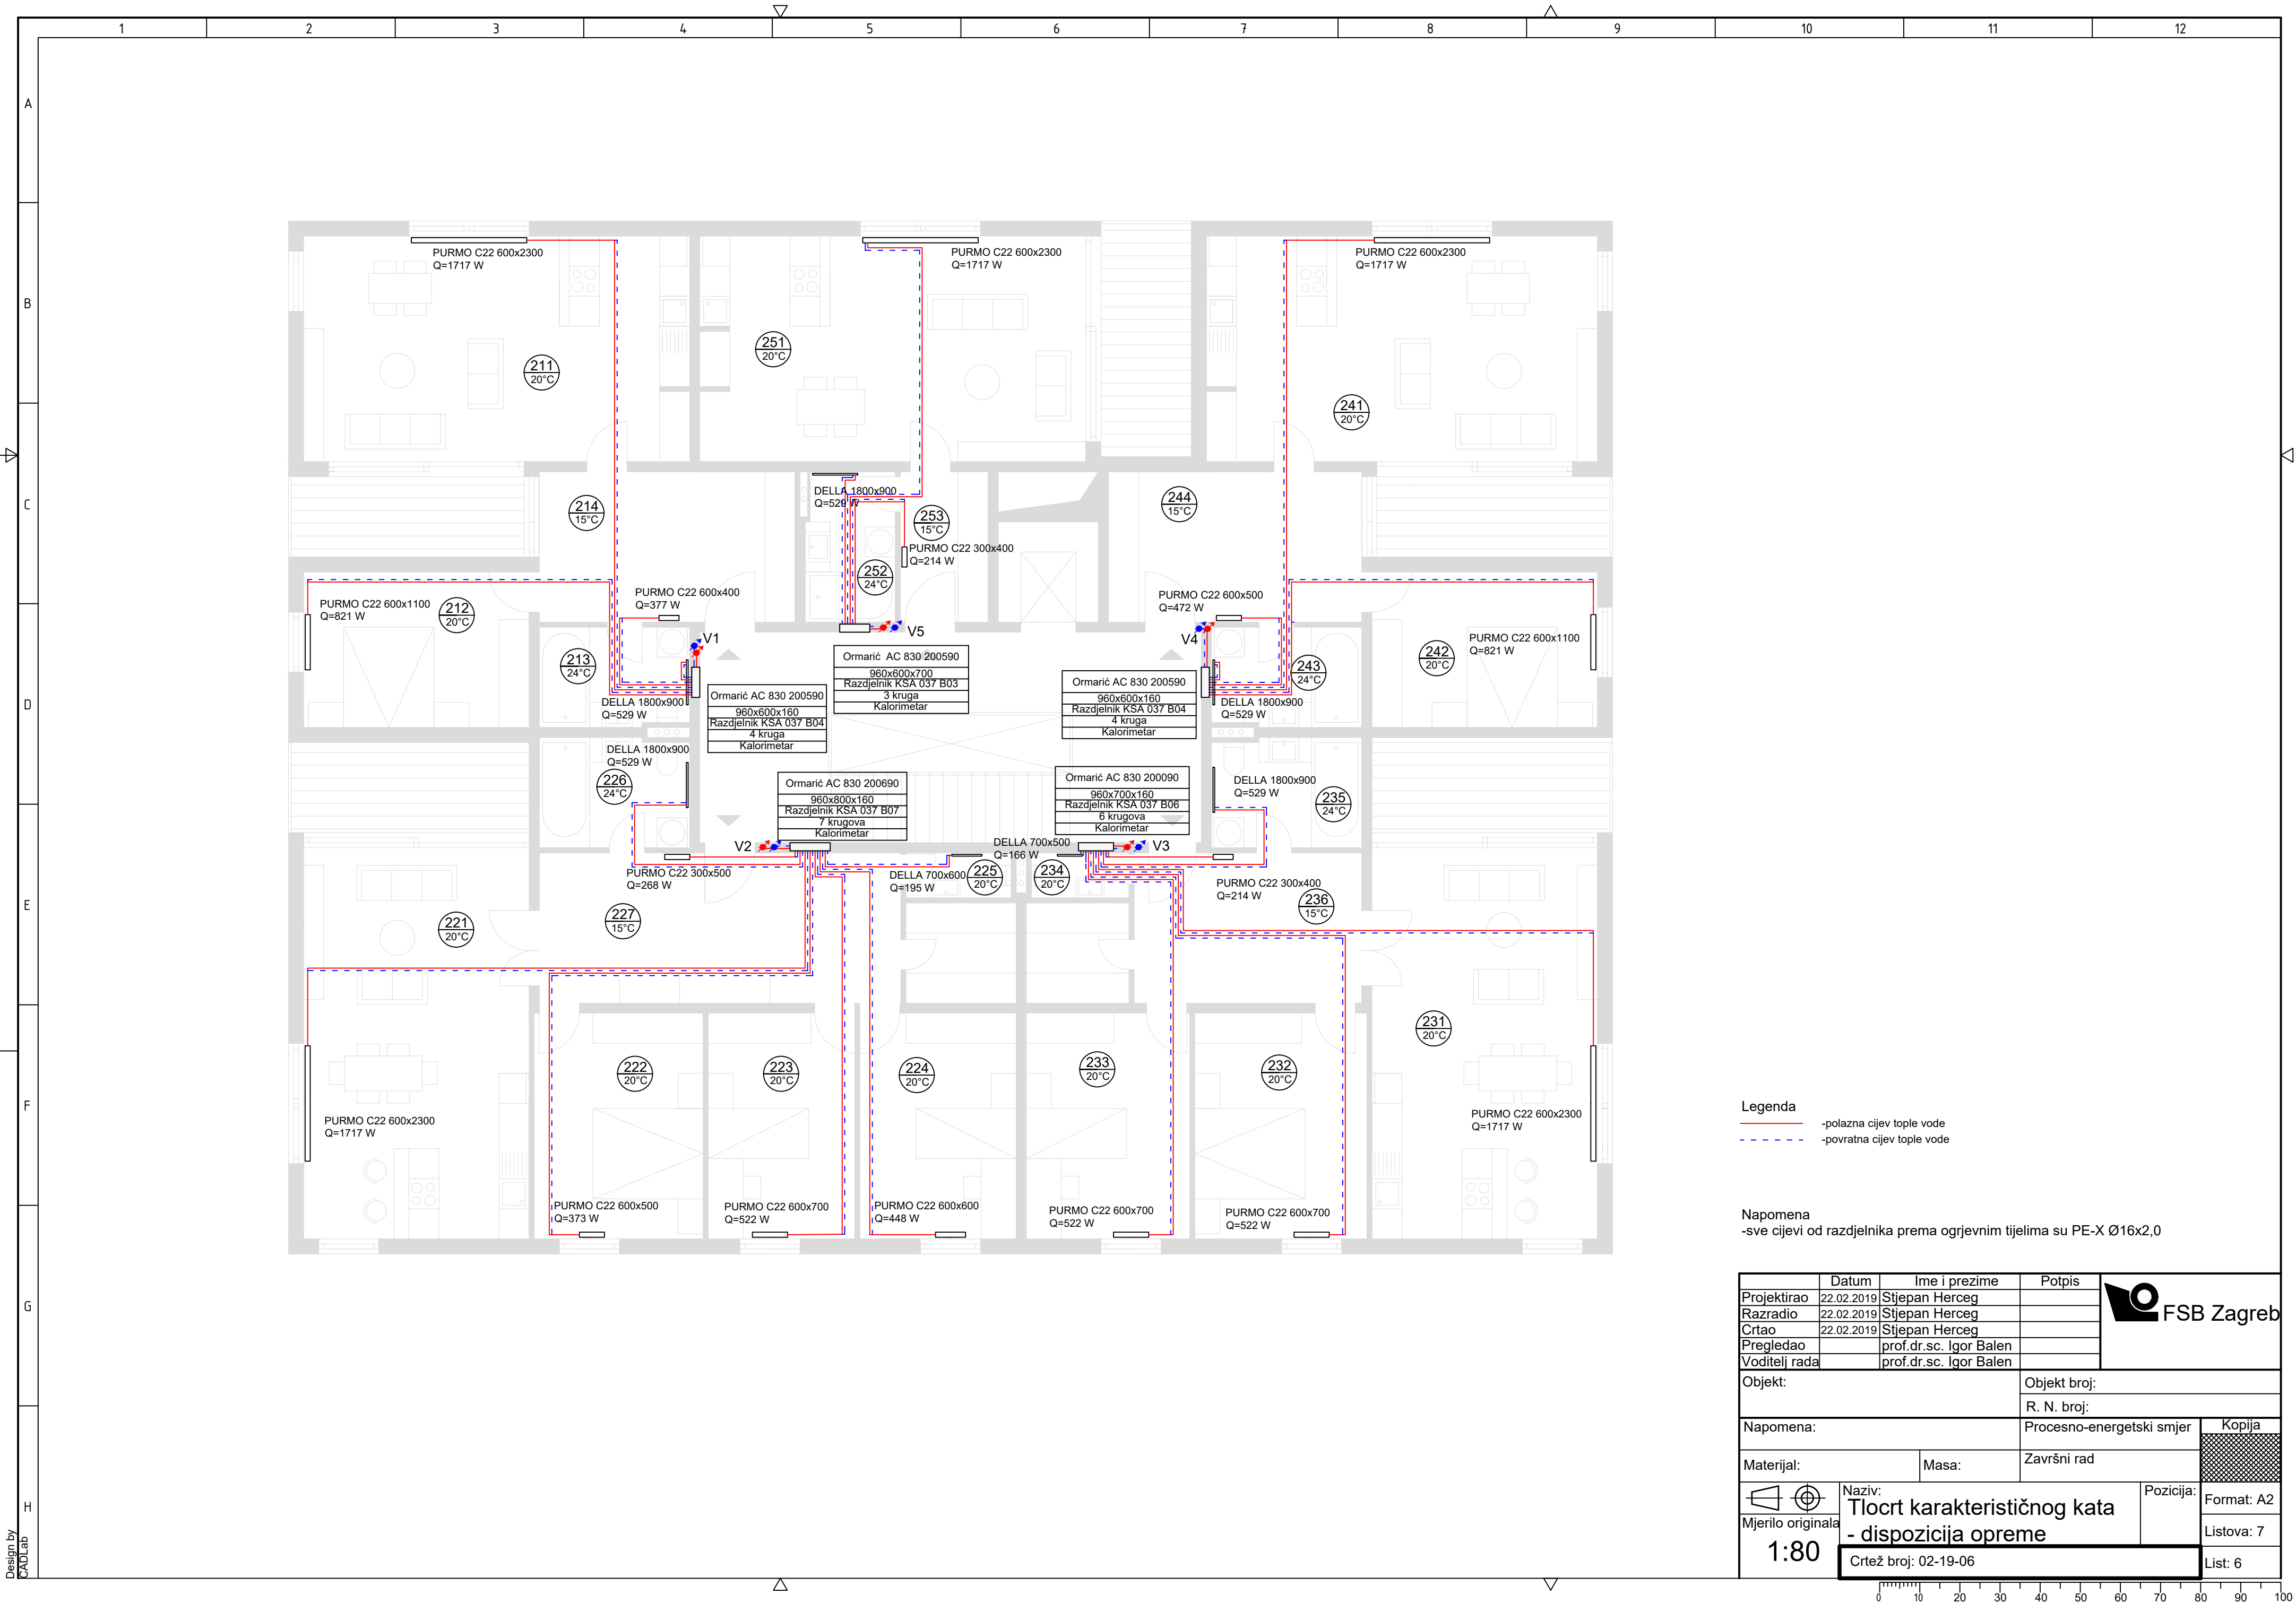 1 2 3 4 5 6 7 8 9 10 11 12
A
B
C
D
E
F
G
H
PURMO C22 600x2300
Q=1717 W
PURMO C22 600x2300
Q=1717 W
PURMO C22 600x2300
Q=1717 W
211
20°C
251
20°C
241
20°C
214
15°C
DELLA 1800x900
Q=529 W
253
15°C
244
15°C
PURMO C22 300x400
Q=214 W
252
24°C
PURMO C22 600x1100
Q=821 W
212
20°C
PURMO C22 600x400
Q=377 W
V1
V5
PURMO C22 600x500
Q=472 W
V4
PURMO C22 600x1100
Q=821 W
242
20°C
213
24°C
243
24°C
DELLA 1800x900
Q=529 W
Ormarić AC 830 200590
960x600x160
Razdjelnik KSA 037 B04
4 kruga
Kalorimetar
Ormarić AC 830 200590
960x600x700
Razdjelnik KSA 037 B03
3 kruga
Kalorimetar
Ormarić AC 830 200590
960x600x160
Razdjelnik KSA 037 B04
4 kruga
Kalorimetar
DELLA 1800x900
Q=529 W
DELLA 1800x900
Q=529 W
226
24°C
Ormarić AC 830 200690
960x800x160
Razdjelnik KSA 037 B07
7 krugova
Kalorimetar
Ormarić AC 830 200090
960x700x160
Razdjelnik KSA 037 B06
6 krugova
Kalorimetar
DELLA 1800x900
Q=529 W
235
24°C
V2
V3
DELLA 700x500
Q=166 W
PURMO C22 300x500
Q=268 W
DELLA 700x600
Q=195 W
225
20°C
234
20°C
PURMO C22 300x400
Q=214 W
236
15°C
221
20°C
227
15°C
231
20°C
222
20°C
223
20°C
224
20°C
233
20°C
232
20°C
PURMO C22 600x2300
Q=1717 W
PURMO C22 600x2300
Q=1717 W
PURMO C22 600x500
Q=373 W
PURMO C22 600x700
Q=522 W
PURMO C22 600x600
Q=448 W
PURMO C22 600x700
Q=522 W
PURMO C22 600x700
Q=522 W
Legenda
-polazna cijev tople vode
-povratna cijev tople vode
Napomena
-sve cijevi od razdjelnika prema ogrjevnim tijelima su PE-X Ø16x2,0
Datum Ime i prezime Potpis
Projektirao 22.02.2019 Stjepan Herceg
Razradio 22.02.2019 Stjepan Herceg
Crtao 22.02.2019 Stjepan Herceg
Pregledao prof.dr.sc. Igor Balen
Voditelj rada prof.dr.sc. Igor Balen
FSB Zagreb
Objekt:
Objekt broj:
R. N. broj:
Napomena:
Procesno-energetski smjer
Kopija
Materijal:
Masa:
Završni rad
Naziv:
Tlocrt karakterističnog kata
- dispozicija opreme
Pozicija:
Format: A2
Mjerilo originala
1:80
Listova: 7
Crtež broj: 02-19-06
List: 6
0 10 20 30 40 50 60 70 80 90 100
Design by
CADLab